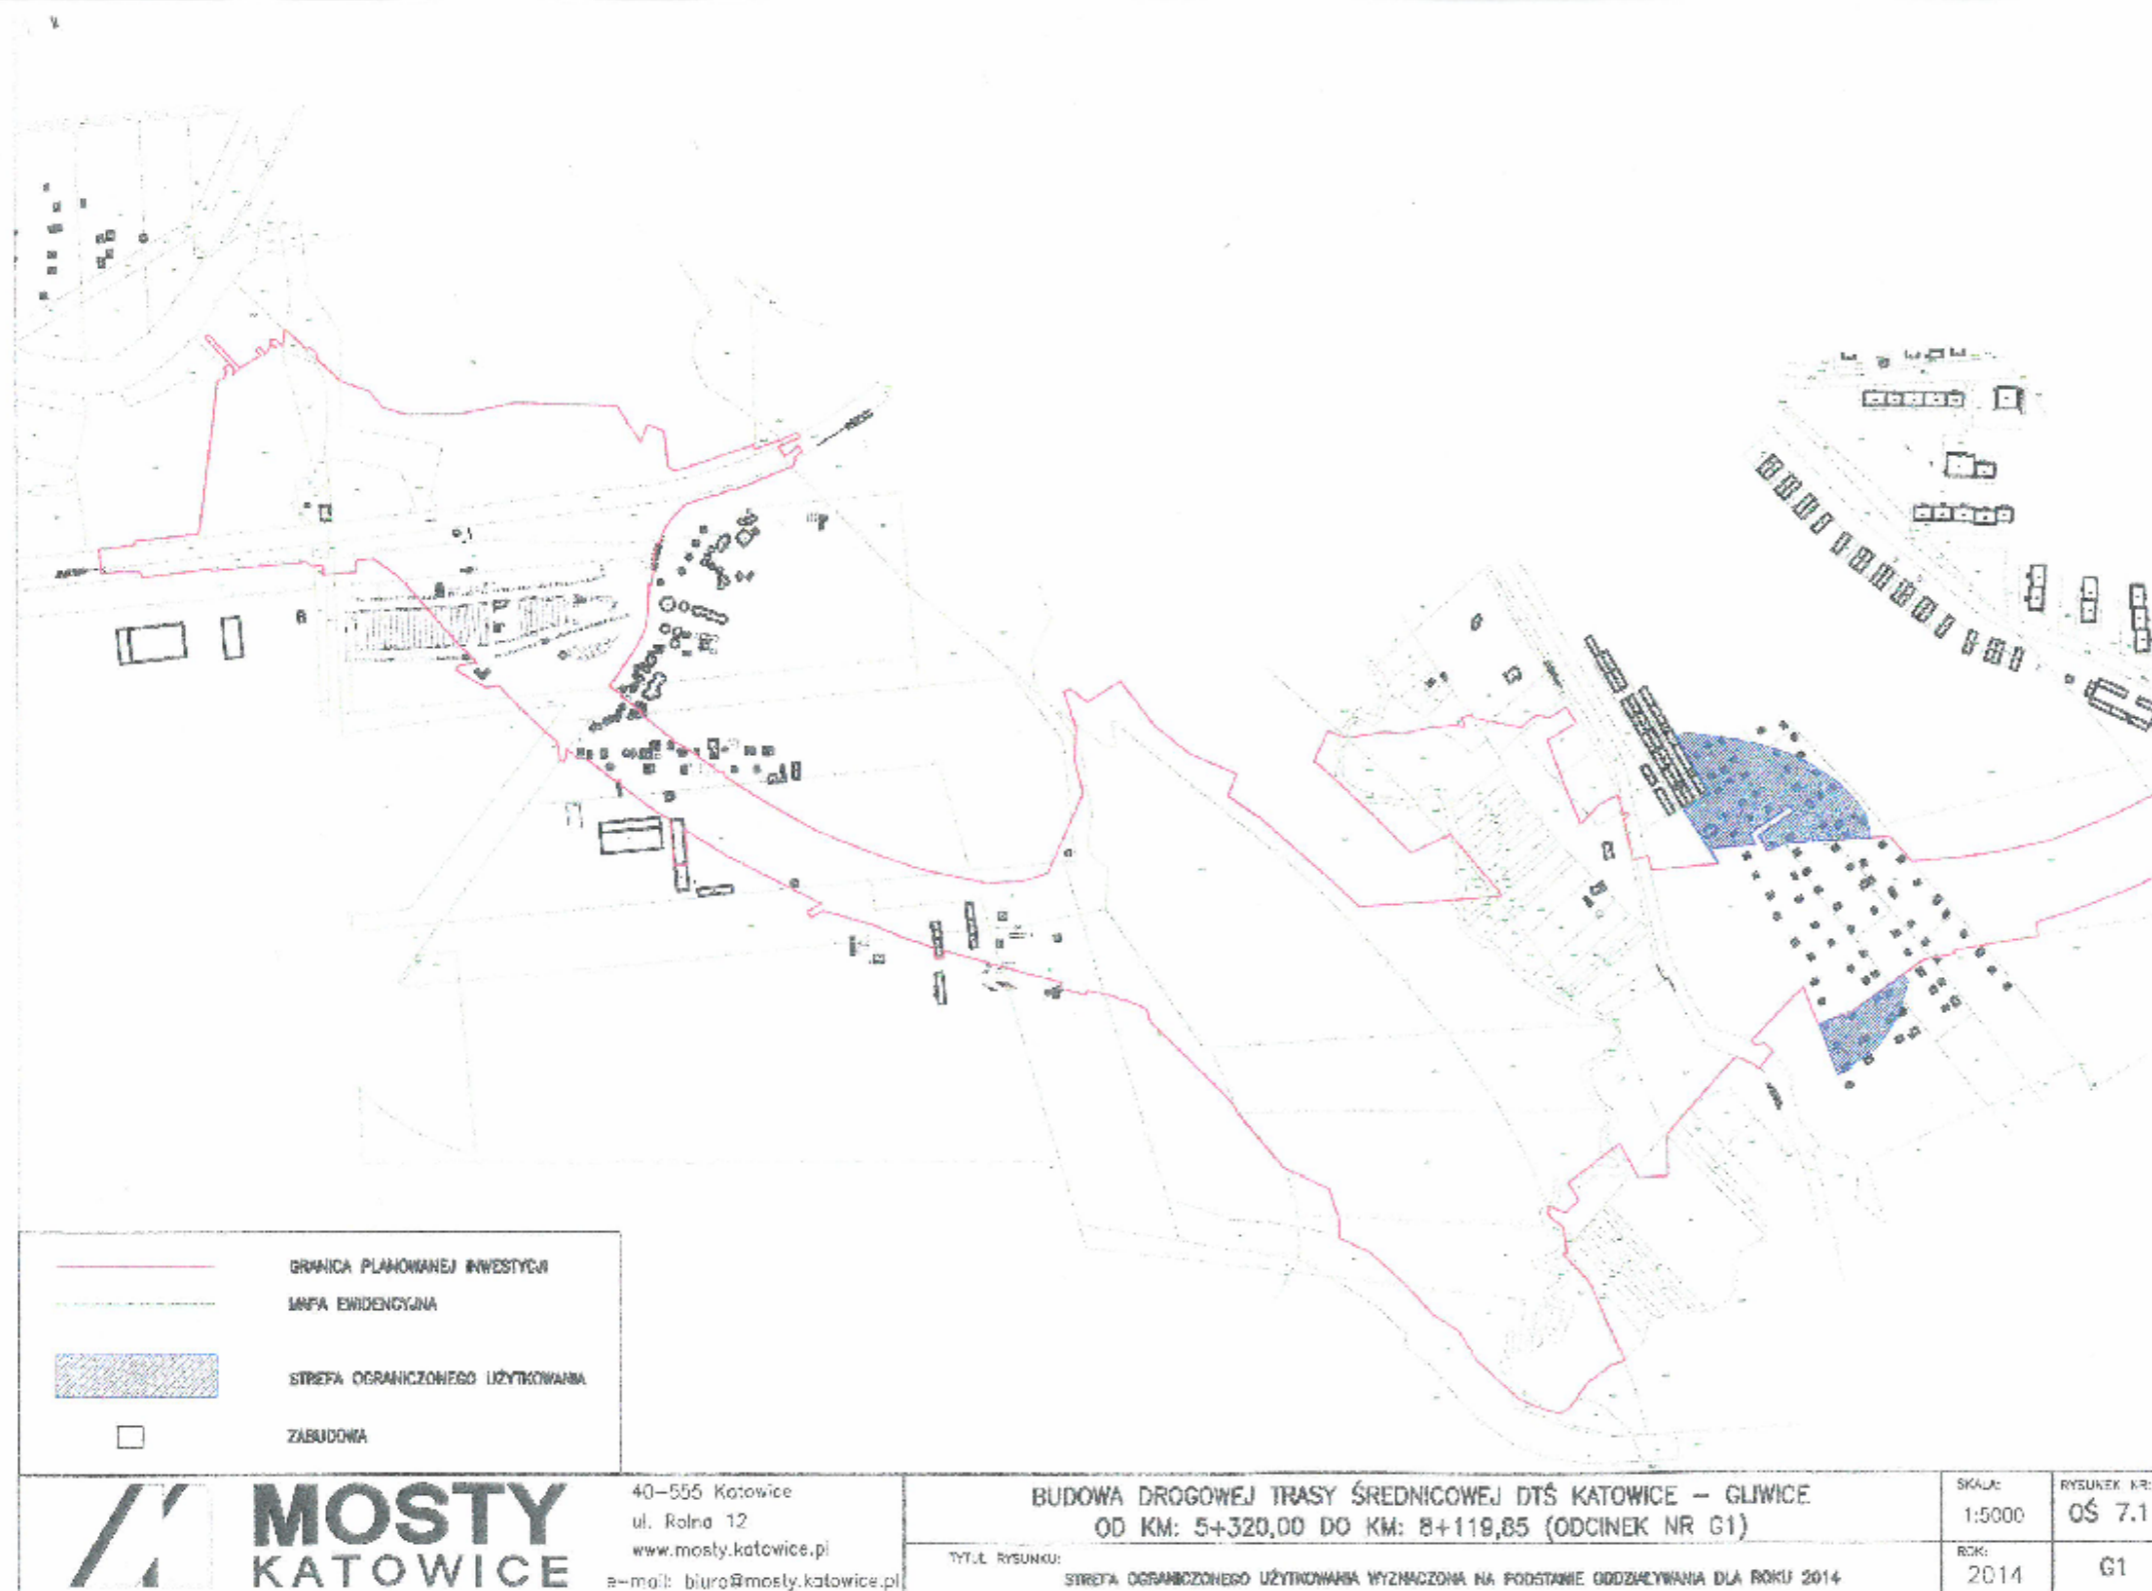 GRANICA PLANOWANEJ INWESTYCJI
MAPA EWIDENCYJNA
STREFA OGRANICZONEGO UŻYTKOWANIA
ZABUDOWA
MOSTY
KATOWICE
40-555 Katowice
ul. Rolna 12
www.mosty.katowice.pl
e-mail: biuro@mosty.katowice.pl
BUDOWA DROGOWEJ TRASY ŚREDNICOWEJ DTŚ KATOWICE – GLIWICE
OD KM: 5+320,00 DO KM: 8+119,85 (ODCINEK NR G1)
TYTUŁ RYSUNKU:
STREFA OGRANICZONEGO UŻYTKOWANIA WYZNACZONA NA PODSTAWIE ODDZIAŁYWANIA DLA ROKU 2014
SKALA:
1:5000
RYSUNEK NR:
OŚ 7.1
ROK:
2014
G1